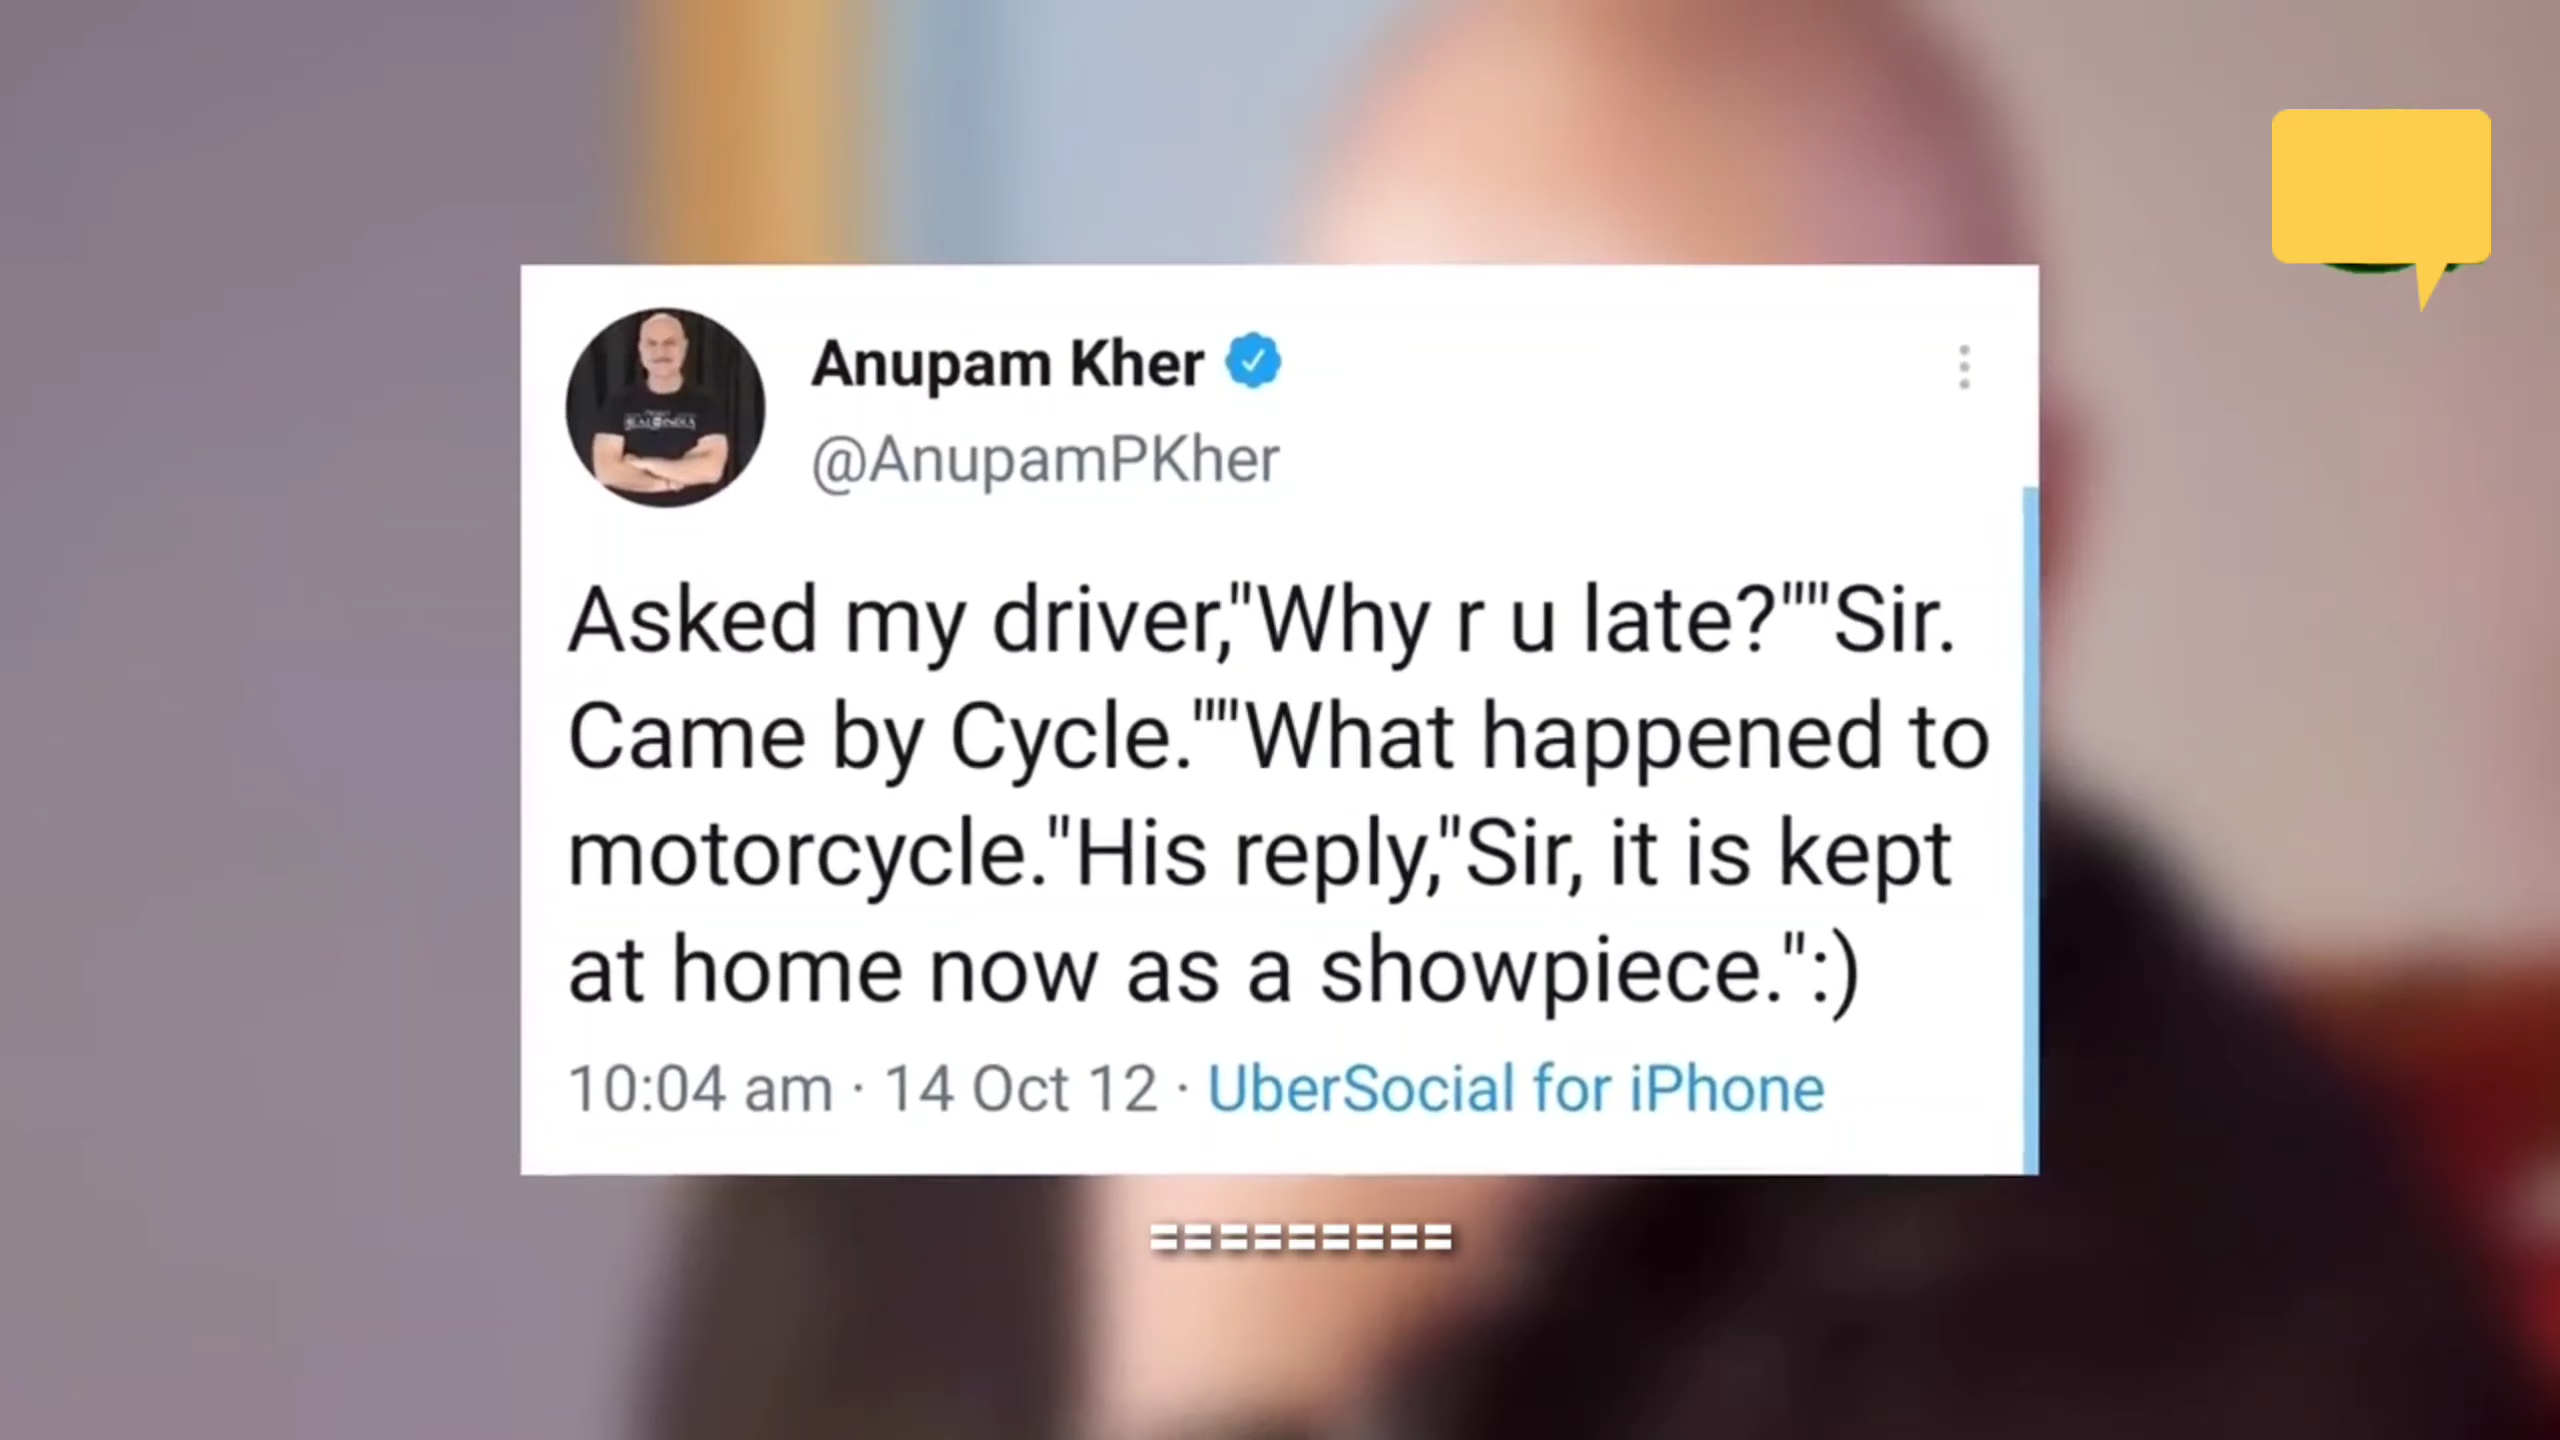 Anupam Kher
@AnupamPKher
Asked my driver,"Why r u late?""Sir.
Came by Cycle.""What happened to
motorcycle."His reply,"Sir, it is kept
at home now as a showpiece.":)
10:04 am · 14 Oct 12 · UberSocial for iPhone
=========